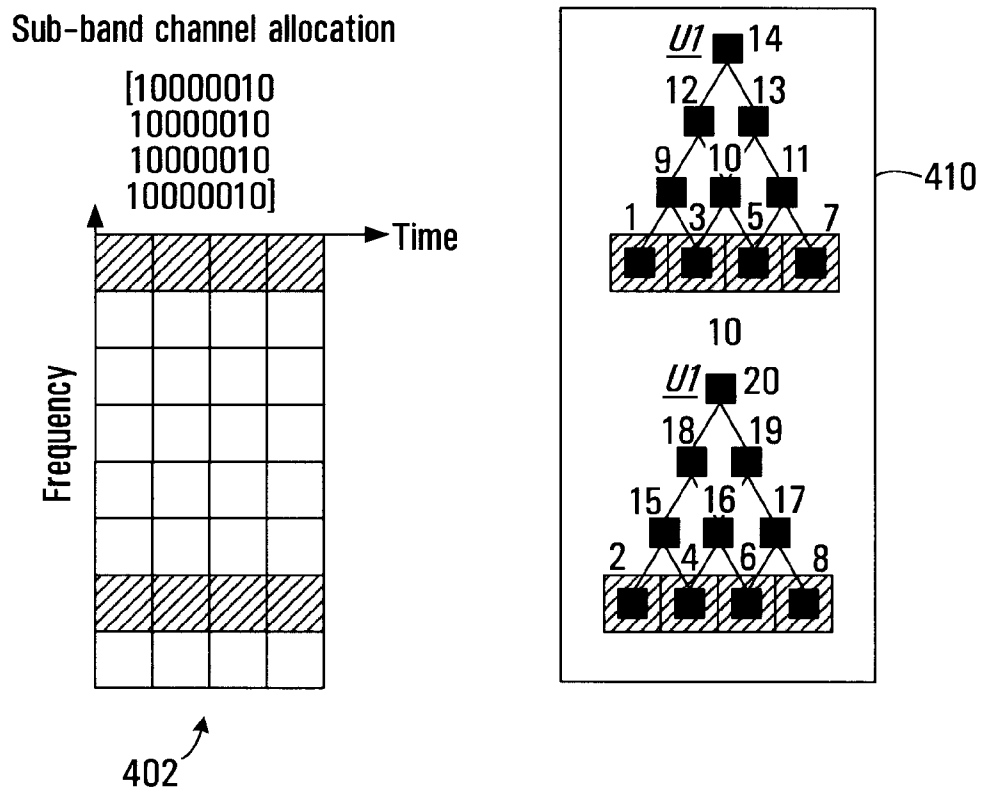 Sub-band channel allocation
[10000010
10000010
10000010
10000010]
Time
Frequency
402
U1 14
12 13
9 10 11
1 3 5 7
410
10
U1 20
18 19
15 16 17
2 4 6 8